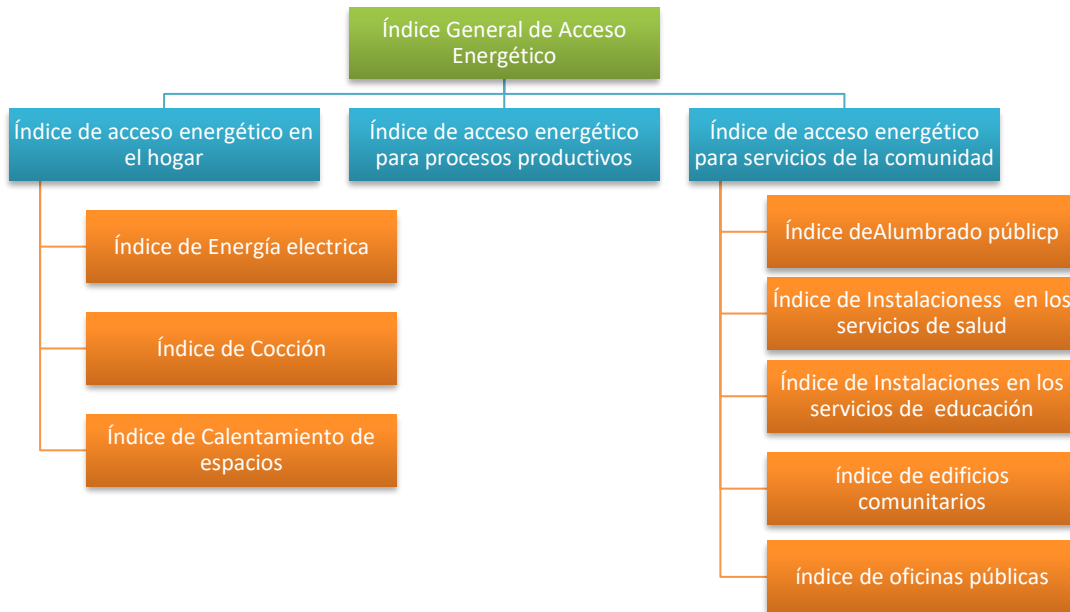 Índice General de Acceso
Energético
Índice de acceso energético en
el hogar
Índice de acceso energético
para procesos productivos
Índice de acceso energético
para servicios de la comunidad
Índice de Energía electrica
Índice de Cocción
Índice de Calentamiento de
espacios
Índice deAlumbrado públicp
Índice de Instalacioness en los
servicios de salud
Índice de Instalaciones en los
servicios de educación
índice de edificios
comunitarios
índice de oficinas públicas